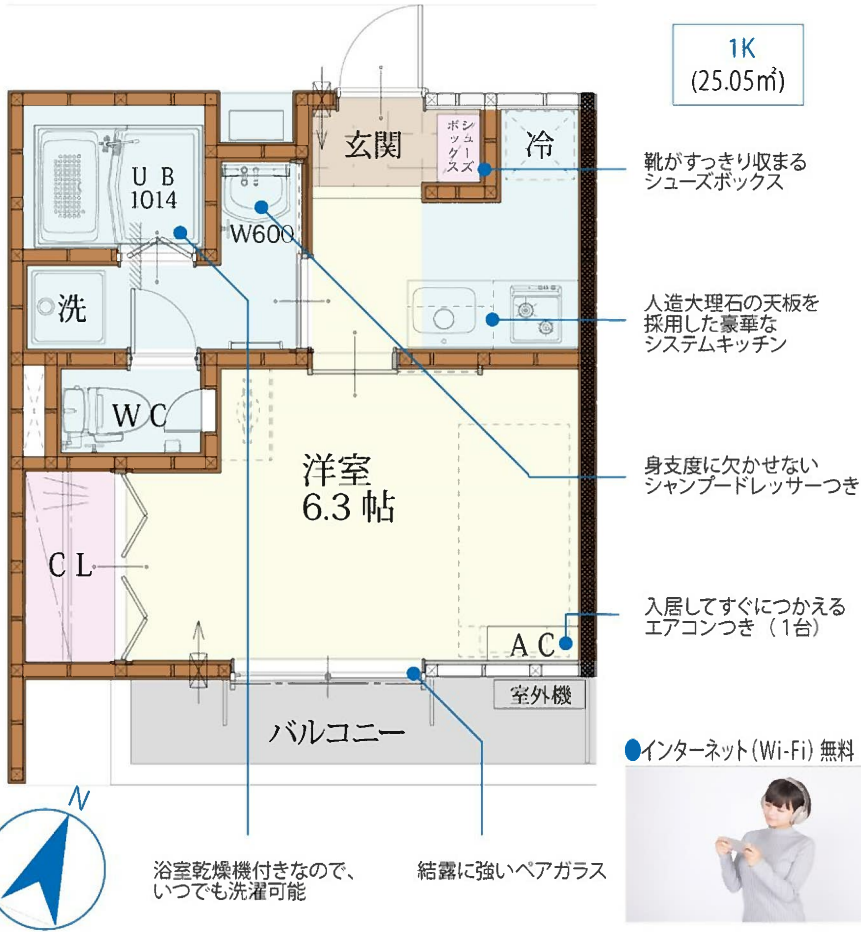 1K
(25.05㎡)
玄関
シューズ
ボックス
冷
靴がすっきり収まる
シューズボックス
UB
1014
W600
洗
人造大理石の天板を
採用した豪華な
システムキッチン
WC
洋室
6.3帖
身支度に欠かせない
シャンプードレッサーつき
CL
入居してすぐにつかえる
エアコンつき（1台）
AC
室外機
バルコニー
インターネット(Wi-Fi)無料
N
浴室乾燥機付きなので、
いつでも洗濯可能
結露に強いペアガラス